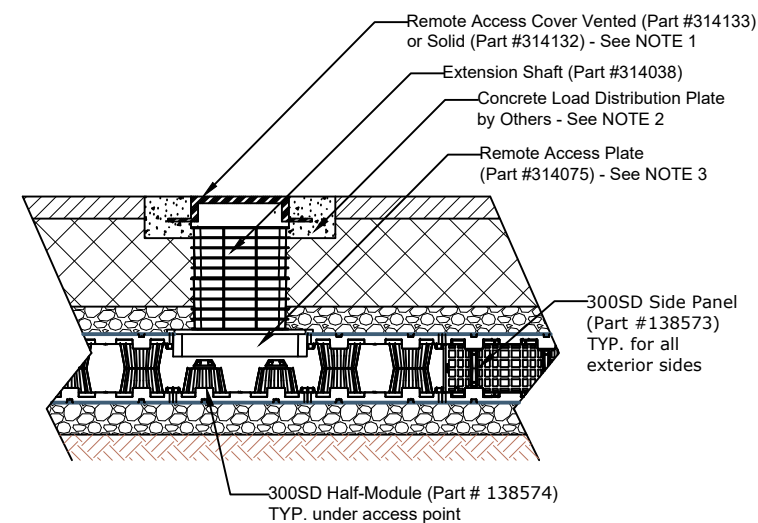 Remote Access Cover Vented (Part #314133)
or Solid (Part #314132) - See NOTE 1
Extension Shaft (Part #314038)
Concrete Load Distribution Plate
by Others - See NOTE 2
Remote Access Plate
(Part #314075) - See NOTE 3
300SD Side Panel
(Part #138573)
TYP. for all
exterior sides
300SD Half-Module (Part # 138574)
TYP. under access point